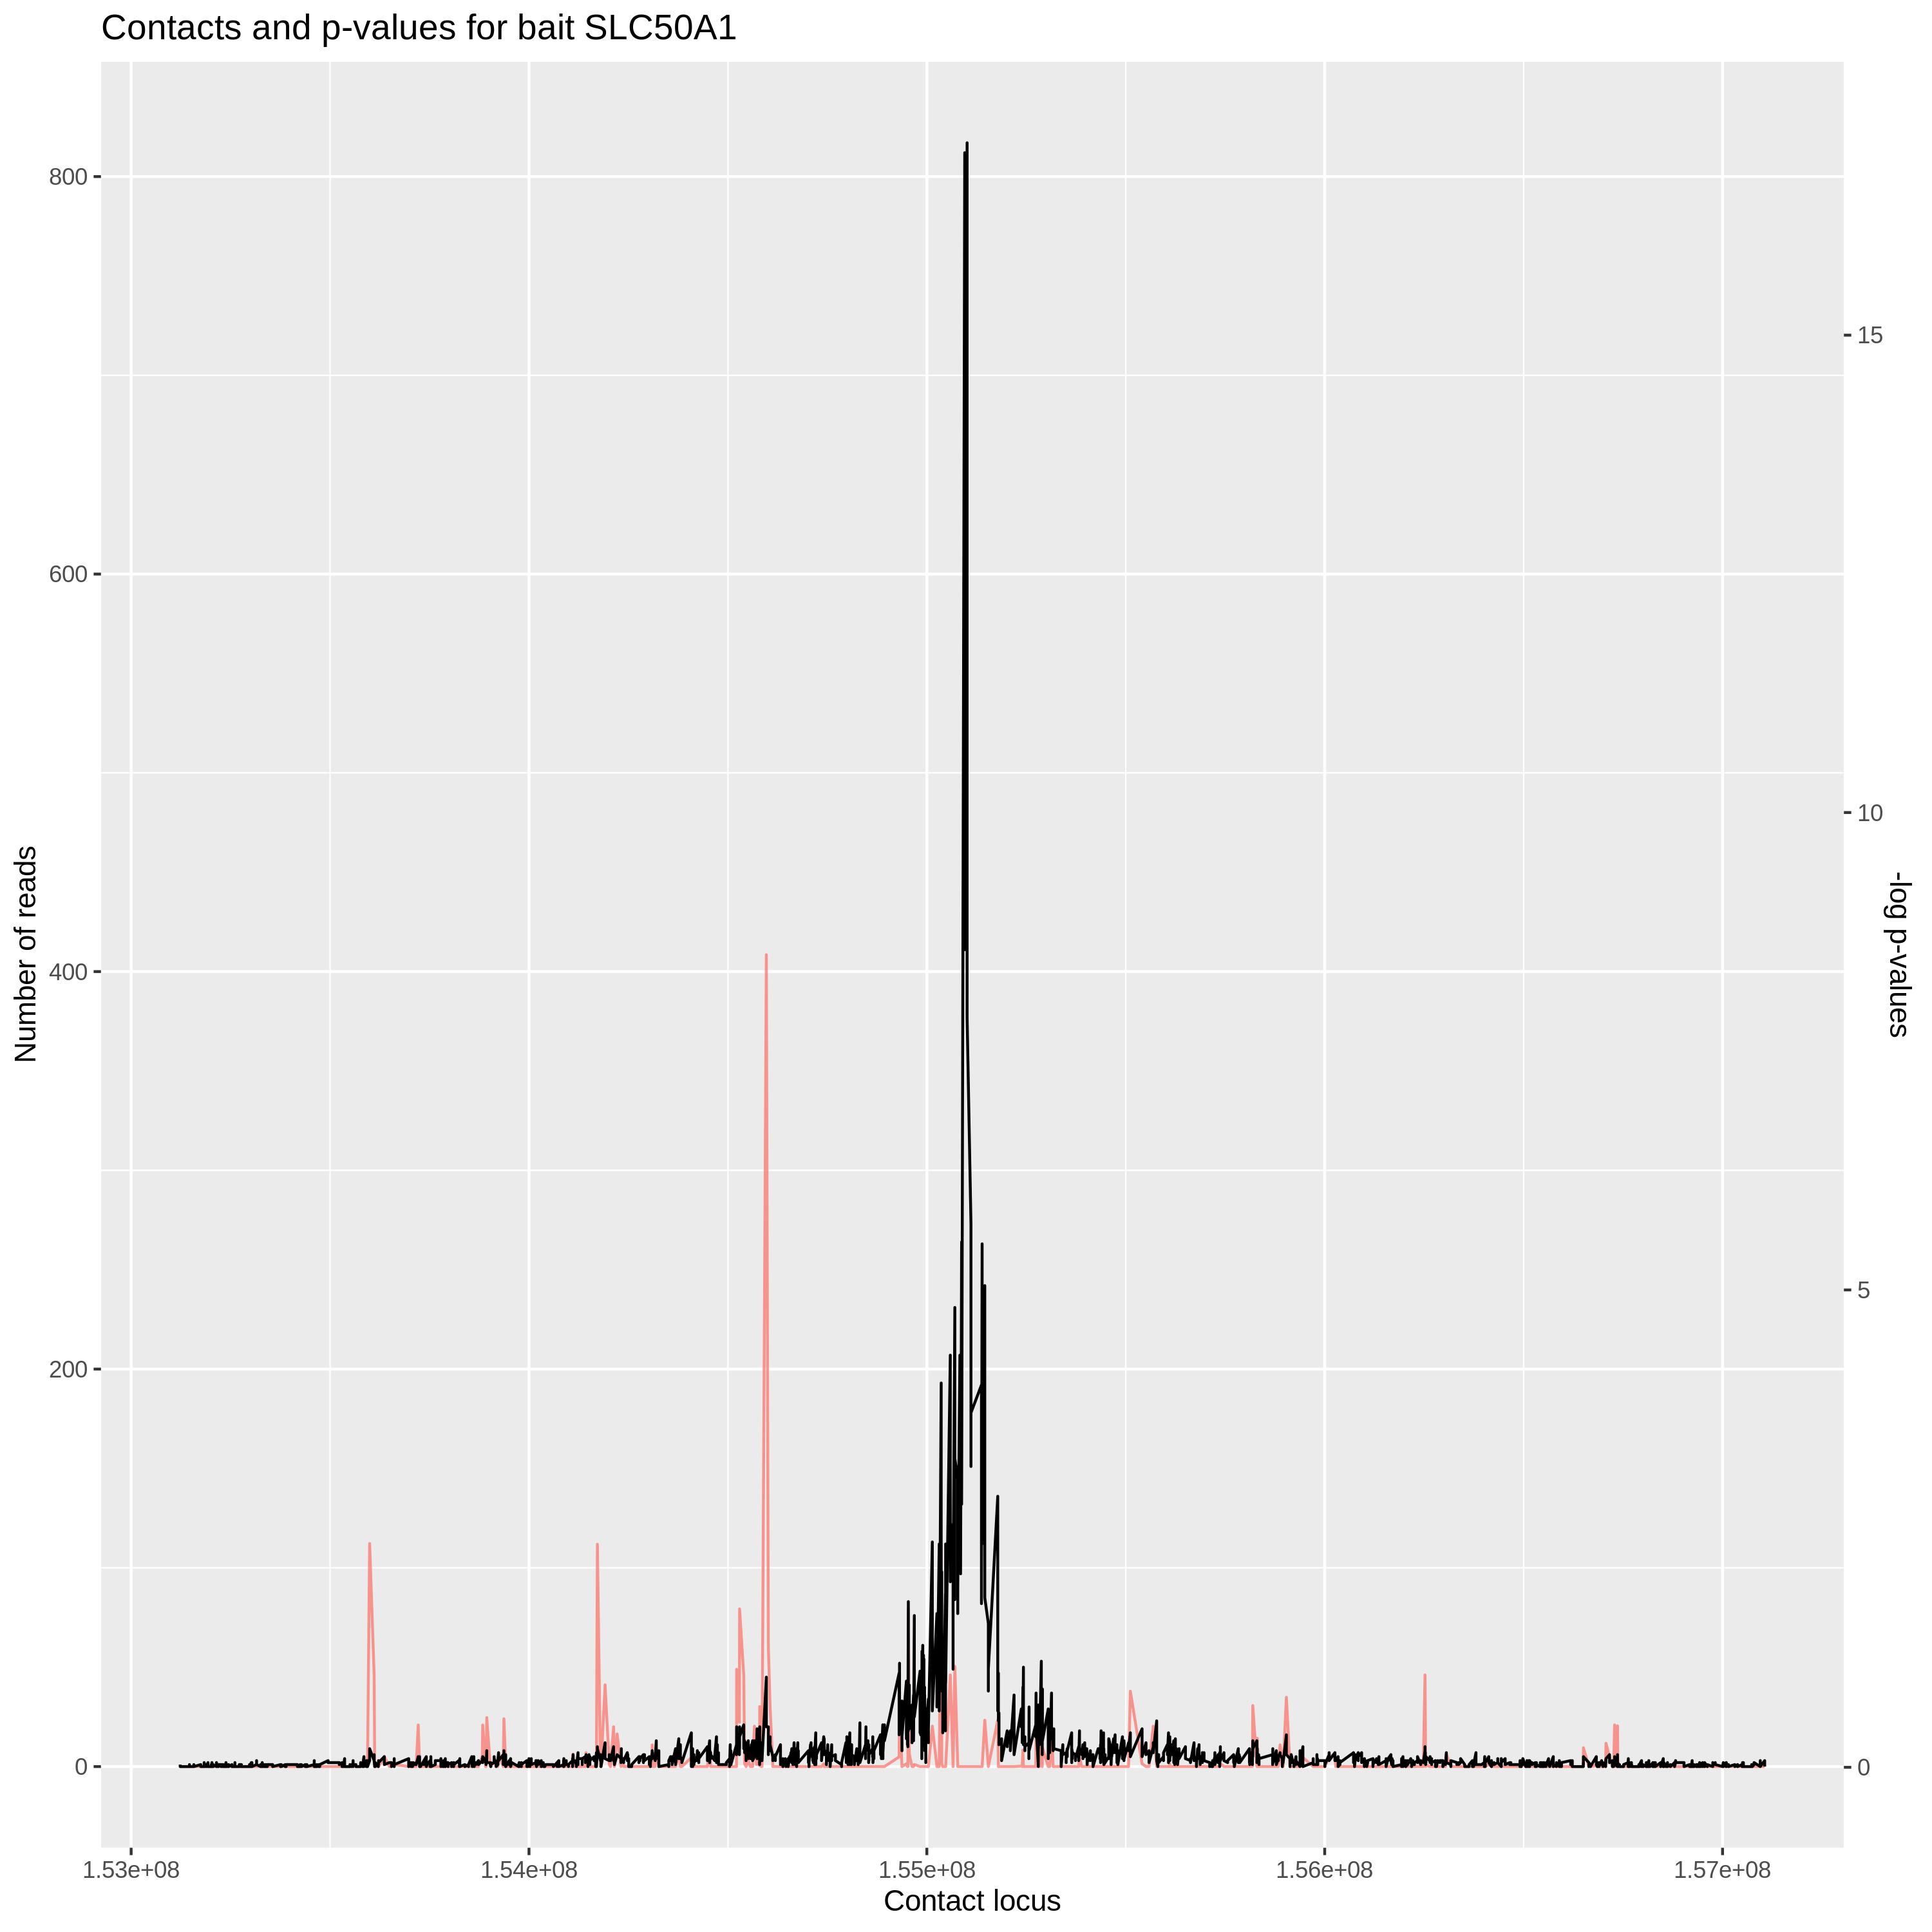 Contacts and p-values for bait SLC50A1
800
600
400
200
0
Number of reads
15
10
5
0
-log p-values
1.53e+08
1.54e+08
1.55e+08
1.56e+08
1.57e+08
Contact locus